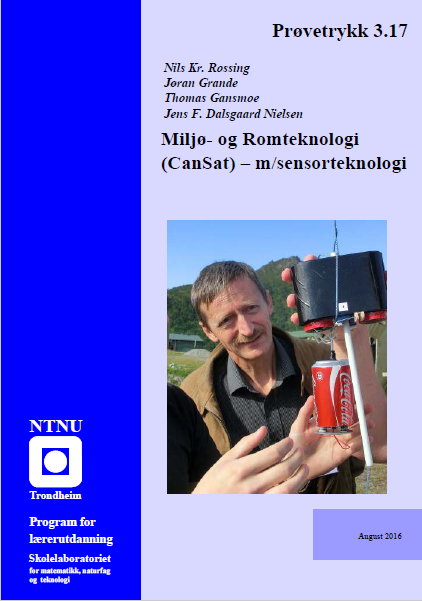 Prøvetrykk 3.17
Nils Kr. Rossing
Jøran Grande
Thomas Gansmoe
Jens F. Dalsgaard Nielsen
Miljø- og Romteknologi
(CanSat) – m/sensorteknologi
Coca-Cola
NTNU
Trondheim
Program for
lærerutdanning
Skolelaboratoriet
for matematikk, naturfag
og teknologi
August 2016